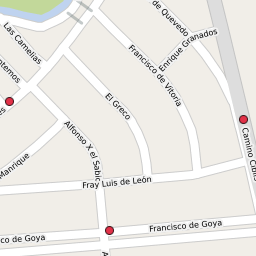 Las Camelias
de Quevedo
Enrique Granados
Francisco de Vitoria
El Greco
Alfonso X el Sabio
Manrique
Fray Luis de León
Camino
Francisco de Goya
co de Goya